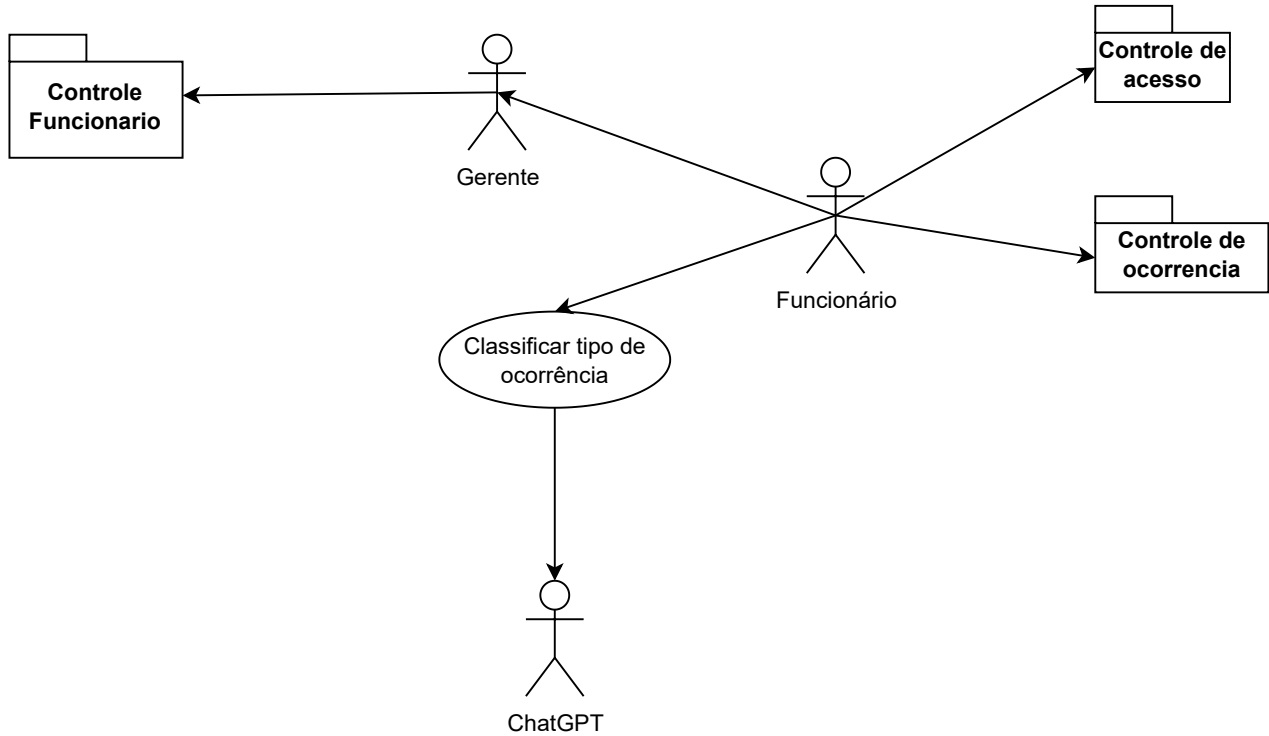 Controle
Funcionario
Gerente
Controle de
acesso
Funcionário
Controle de
ocorrencia
Classificar tipo de
ocorrência
ChatGPT